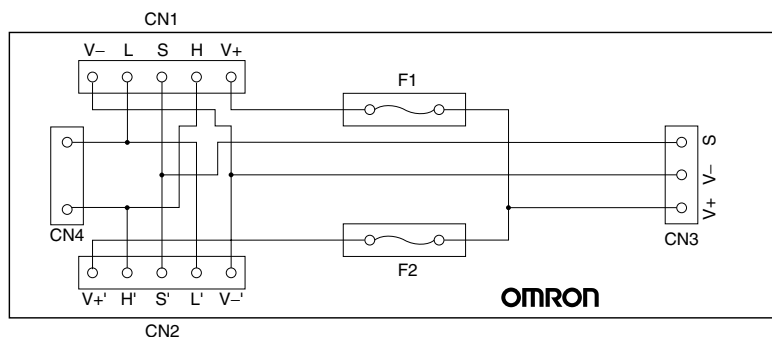 CN1
V− L S H V+
F1
S
V−
V+
CN4
CN3
F2
V+' H' S' L' V−'
OMRON
CN2